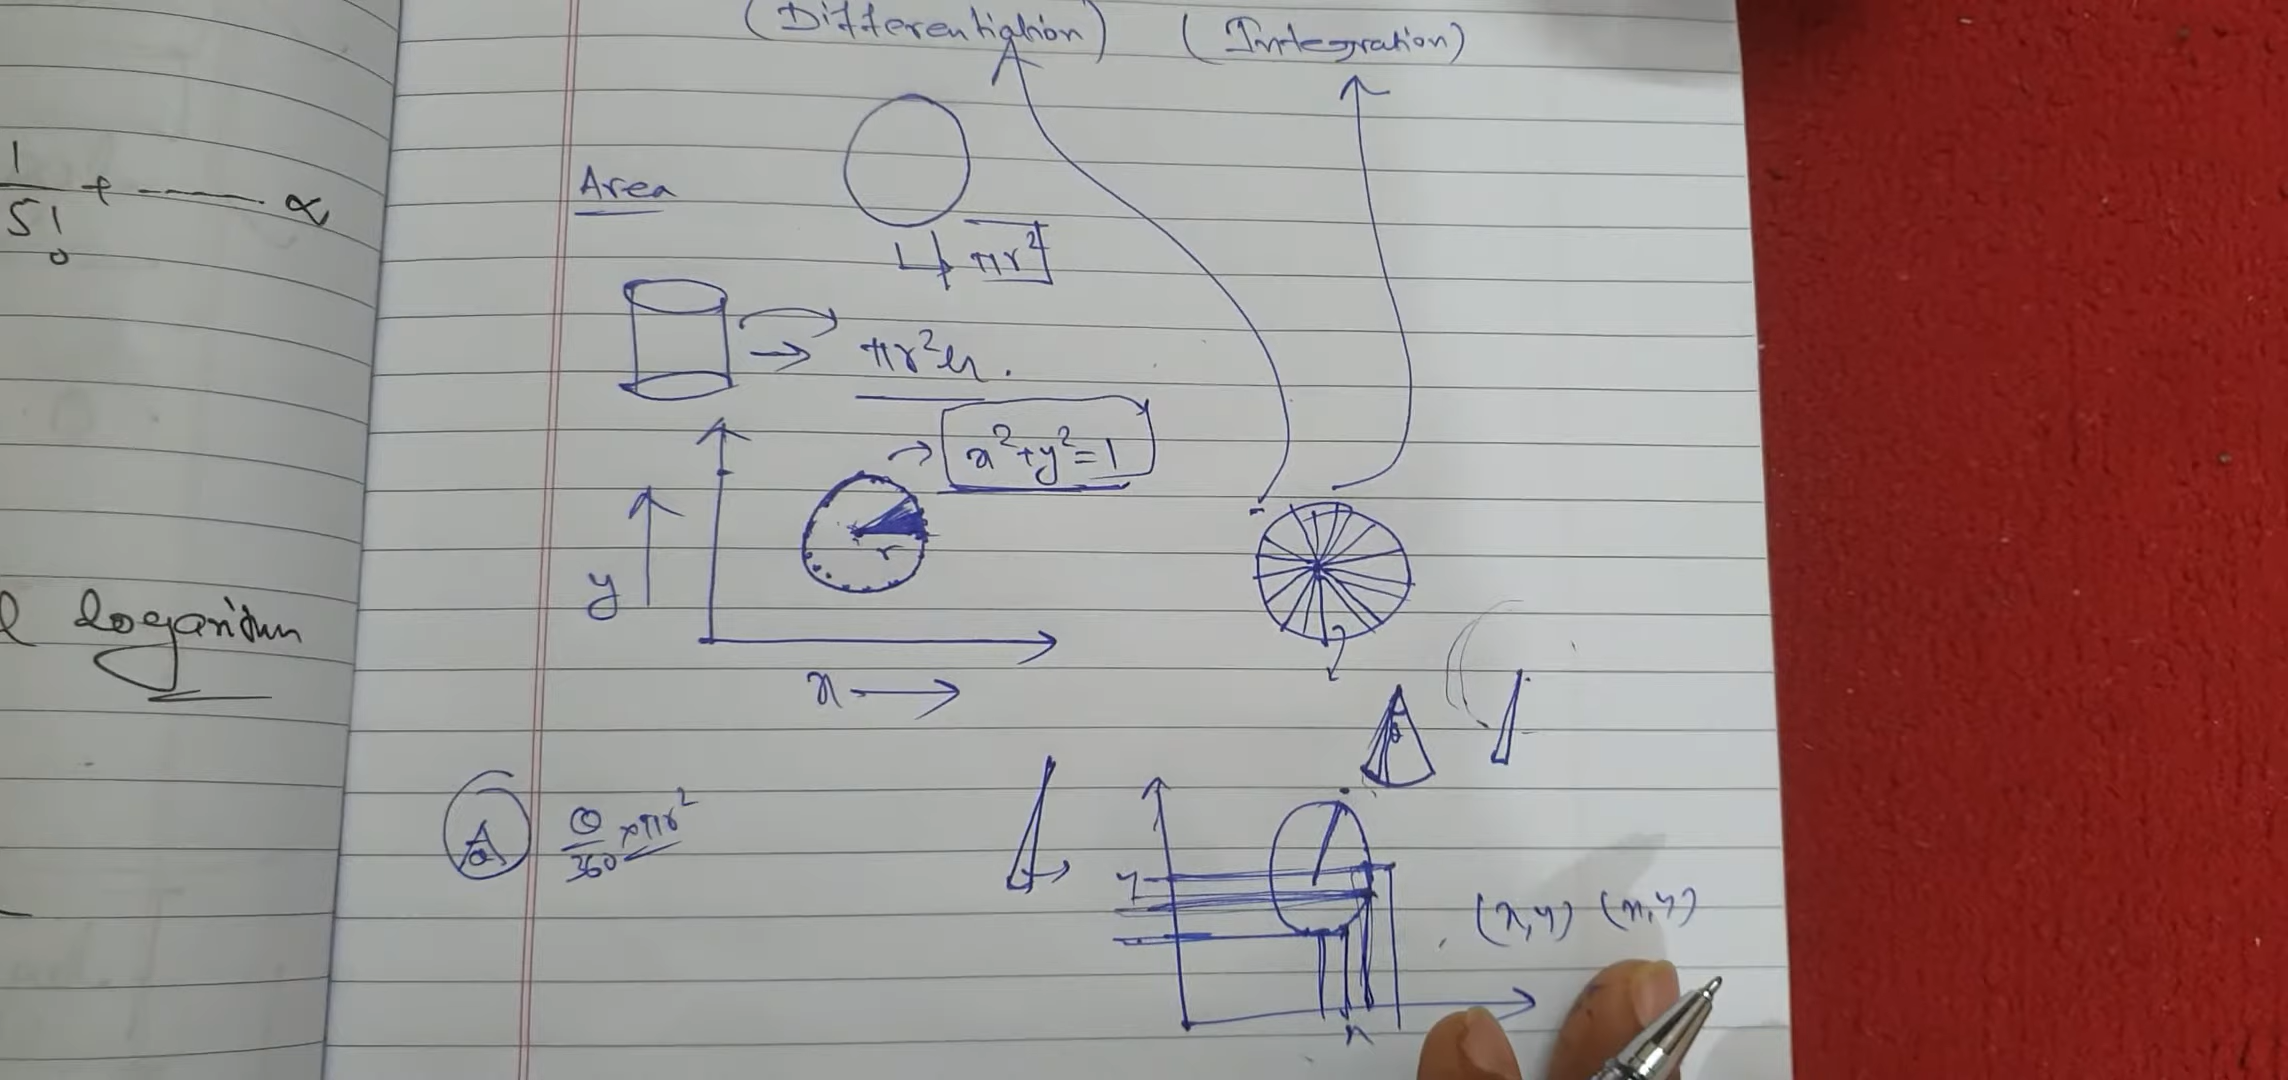 (Differentiation) (Integration)
1/5! + ------ ∝
Area
πr²
πr²h.
x²+y²=1
r
y
logarithm
x
θ
A
θ
θ/360 ×πr²
y
(x,y) (x,y)
x